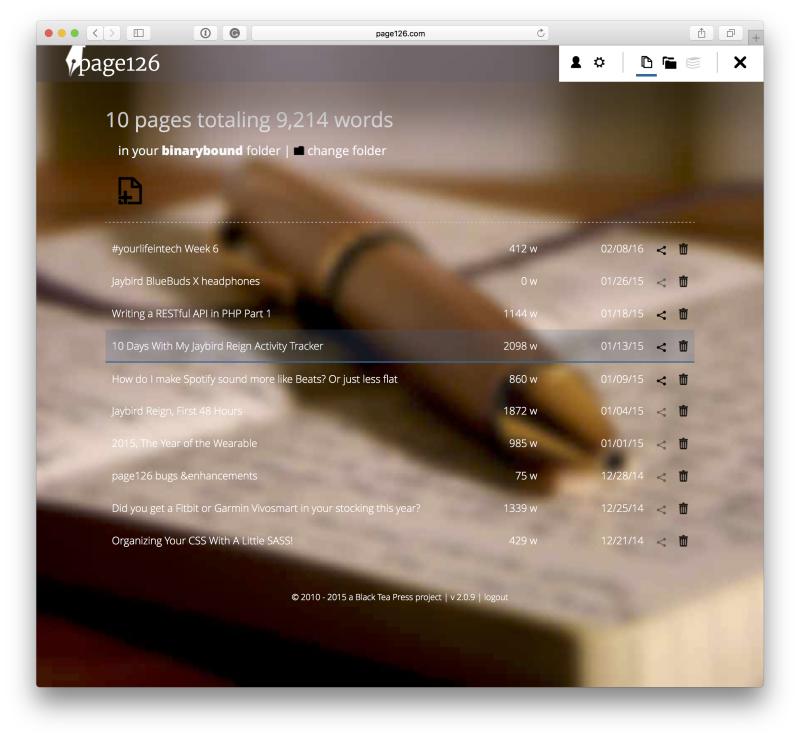 page126.com
page126
10 pages totaling 9,214 words
in your binarybound folder | change folder
#yourlifeintech Week 6 412 w 02/08/16
Jaybird BlueBuds X headphones 0 w 01/26/15
Writing a RESTful API in PHP Part 1 1144 w 01/18/15
10 Days With My Jaybird Reign Activity Tracker 2098 w 01/13/15
How do I make Spotify sound more like Beats? Or just less flat 860 w 01/09/15
Jaybird Reign, First 48 Hours 1872 w 01/04/15
2015, The Year of the Wearable 985 w 01/01/15
page126 bugs &enhancements 75 w 12/28/14
Did you get a Fitbit or Garmin Vivosmart in your stocking this year? 1339 w 12/25/14
Organizing Your CSS With A Little SASS! 429 w 12/21/14
© 2010 - 2015 a Black Tea Press project | v 2.0.9 | logout